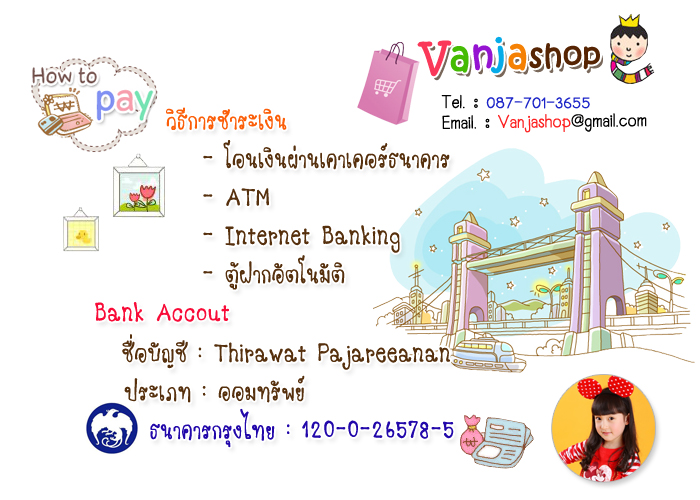 How to
pay
Vanjashop
Tel. : 087-701-3655
Email. : Vanjashop@gmail.com
วิธีการชำระเงิน
- โอนเงินผ่านเคาเคอร์ธนาคาร
- ATM
- Internet Banking
- ตู้ฝากอัตโนมัติ
Bank Accout
ชื่อบัญชี : Thirawat Pajareeanan
ประเภท : ออมทรัพย์
ธนาคารกรุงไทย : 120-0-26578-5